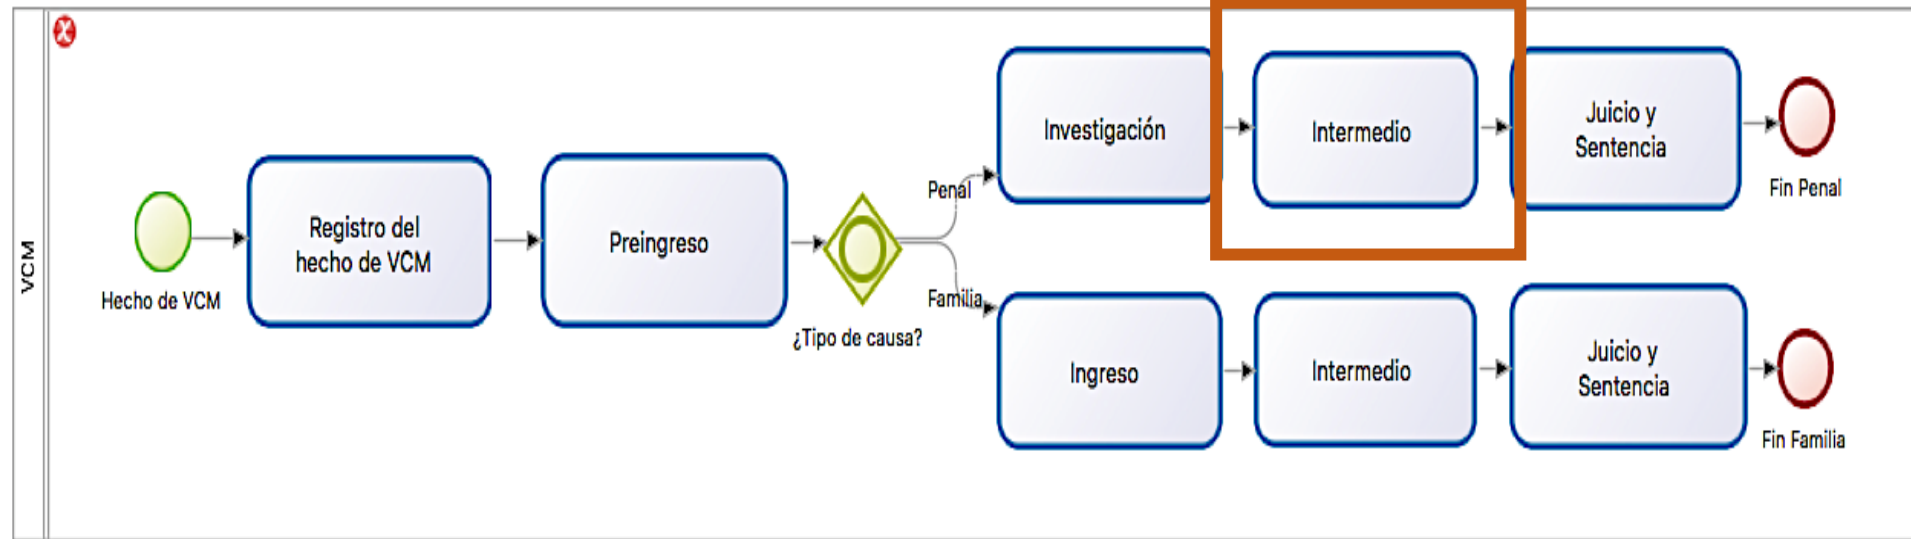 VCM
Hecho de VCM
Registro del
hecho de VCM
Preingreso
¿Tipo de causa?
Penal
Investigación
Intermedio
Juicio y
Sentencia
Fin Penal
Familia
Ingreso
Intermedio
Juicio y
Sentencia
Fin Familia